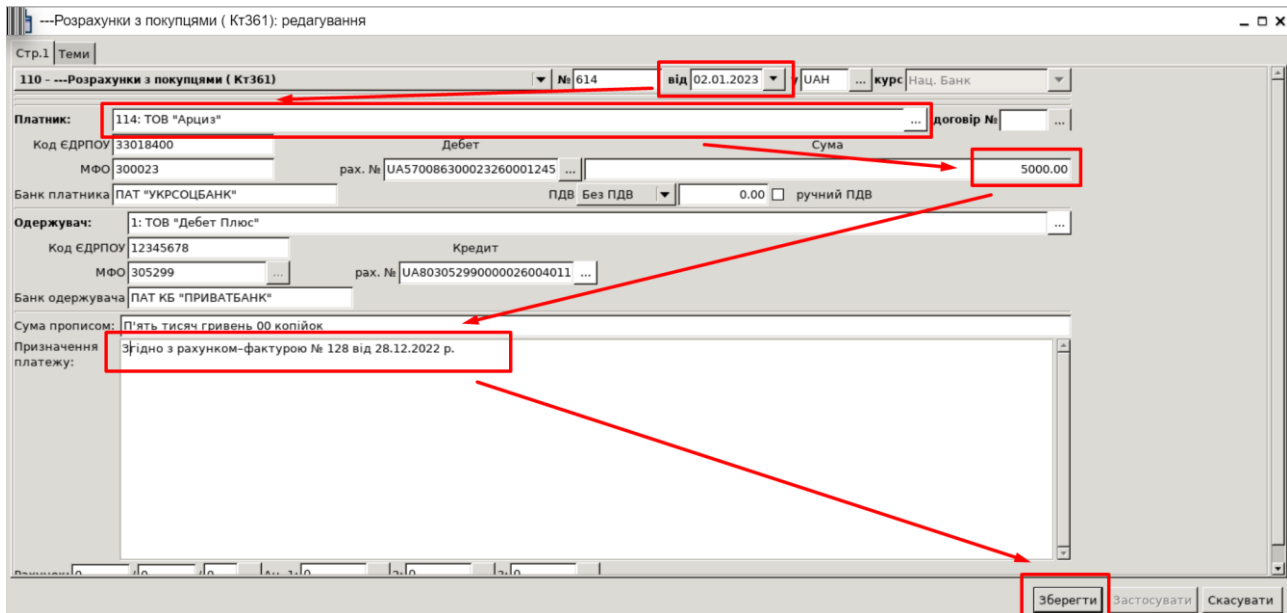 ---Розрахунки з покупцями ( Кт361): редагування
Стр.1 Теми
110 - ---Розрахунки з покупцями ( Кт361) № 614 від 02.01.2023 у UAH ... курс Нац. Банк
Платник: 114: ТОВ "Арциз" ... договір № ...
Код ЄДРПОУ 33018400 Дебет Сума
МФО 300023 рах. № UA570086300023260001245 ... 5000.00
Банк платника ПАТ "УКРСОЦБАНК" ПДВ Без ПДВ 0.00 ручний ПДВ
Одержувач: 1: ТОВ "Дебет Плюс" ...
Код ЄДРПОУ 12345678 Кредит
МФО 305299 ... рах. № UA803052990000026004011 ...
Банк одержувача ПАТ КБ "ПРИВАТБАНК"
Сума прописом: П'ять тисяч гривень 00 копійок
Призначення Згідно з рахунком-фактурою № 128 від 28.12.2022 р.
платежу:
Зберегти Застосувати Скасувати